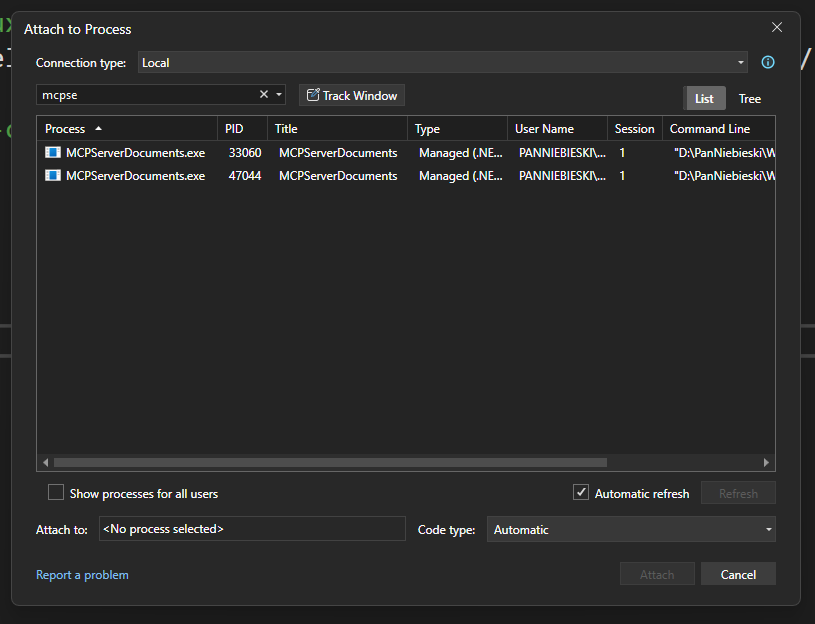 Attach to Process
Connection type: Local
mcpse Track Window List Tree
Process PID Title Type User Name Session Command Line
MCPServerDocuments.exe 33060 MCPServerDocuments Managed (.NE... PANNIEBIESKI\... 1 "D:\PanNiebieski\W
MCPServerDocuments.exe 47044 MCPServerDocuments Managed (.NE... PANNIEBIESKI\... 1 "D:\PanNiebieski\W
Show processes for all users Automatic refresh Refresh
Attach to: <No process selected> Code type: Automatic
Report a problem Attach Cancel